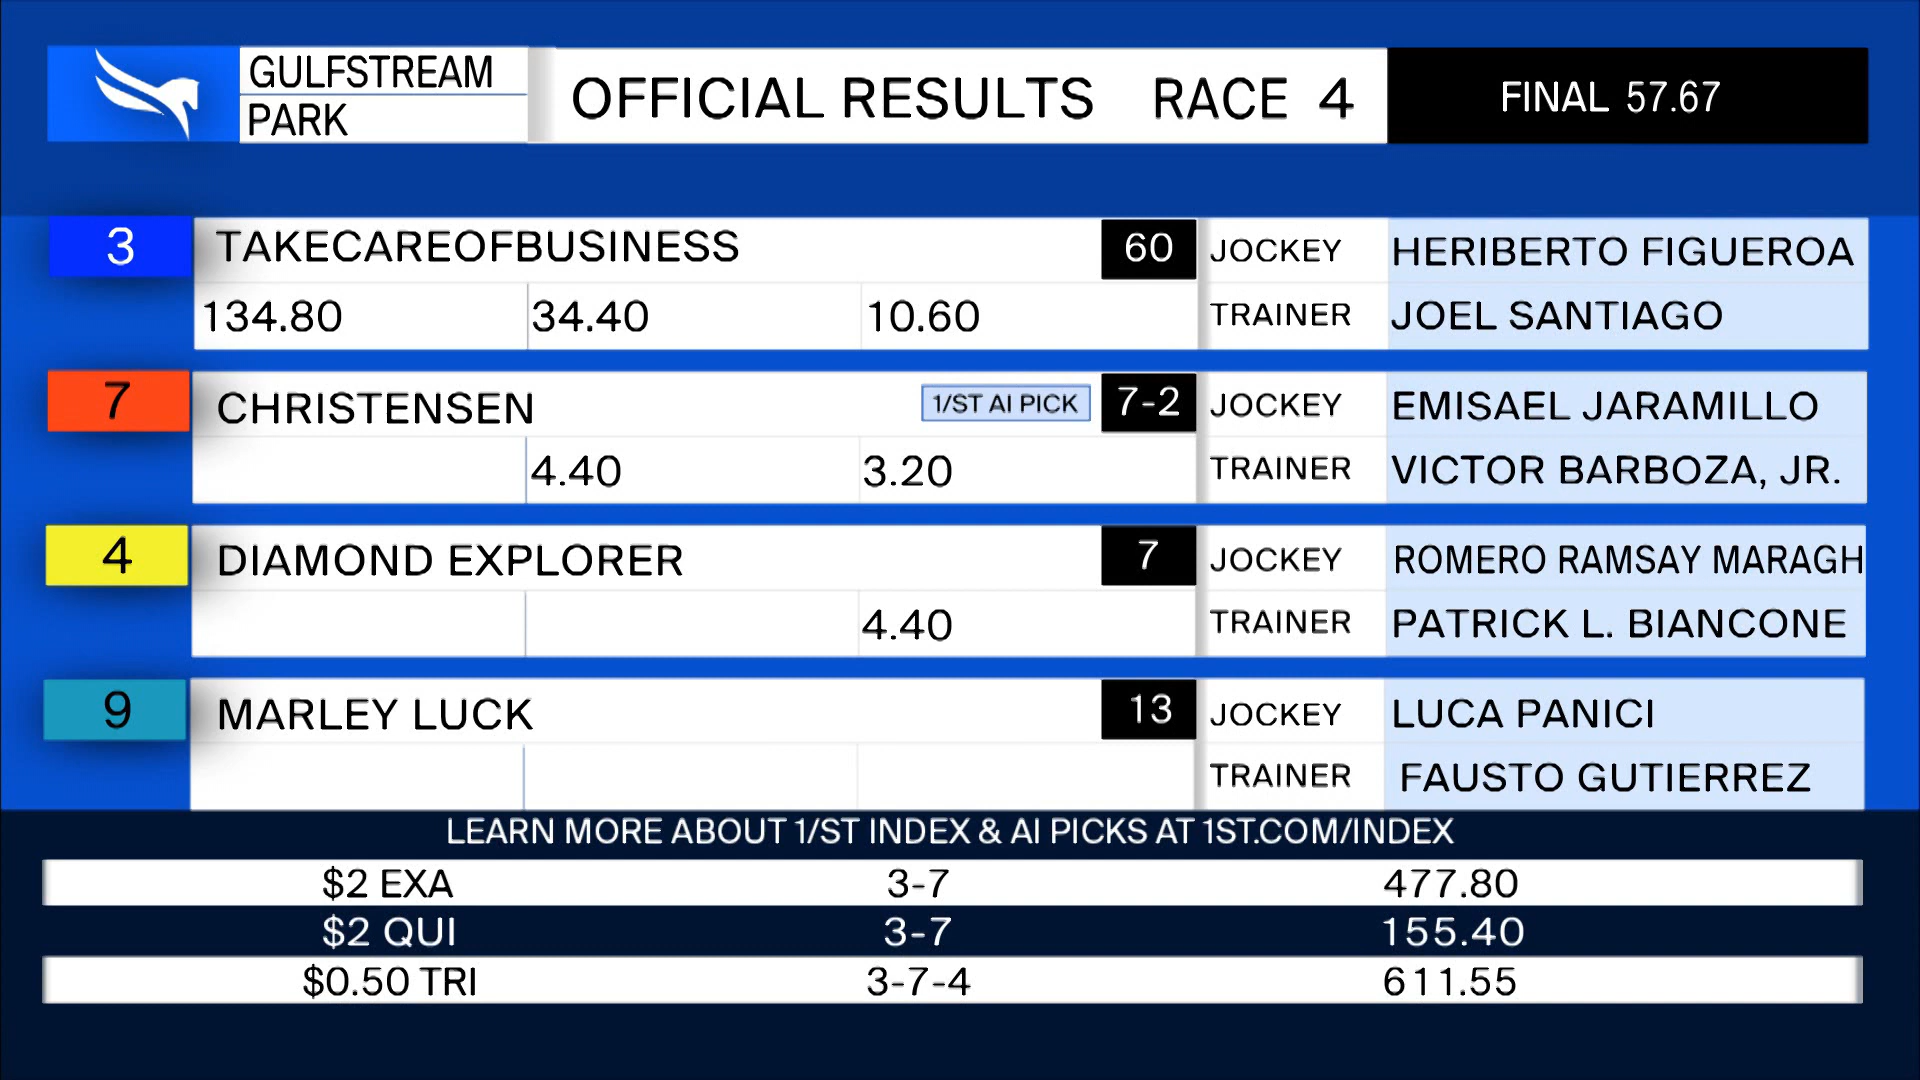 GULFSTREAM
PARK
OFFICIAL RESULTS RACE 4
FINAL 57.67
3 TAKECAREOFBUSINESS 60 JOCKEY HERIBERTO FIGUEROA
134.80 34.40 10.60 TRAINER JOEL SANTIAGO
7 CHRISTENSEN 1/ST AI PICK 7-2 JOCKEY EMISAEL JARAMILLO
4.40 3.20 TRAINER VICTOR BARBOZA, JR.
4 DIAMOND EXPLORER 7 JOCKEY ROMERO RAMSAY MARAGH
4.40 TRAINER PATRICK L. BIANCONE
9 MARLEY LUCK 13 JOCKEY LUCA PANICI
TRAINER FAUSTO GUTIERREZ
LEARN MORE ABOUT 1/ST INDEX & AI PICKS AT 1ST.COM/INDEX
$2 EXA 3-7 477.80
$2 QUI 3-7 155.40
$0.50 TRI 3-7-4 611.55